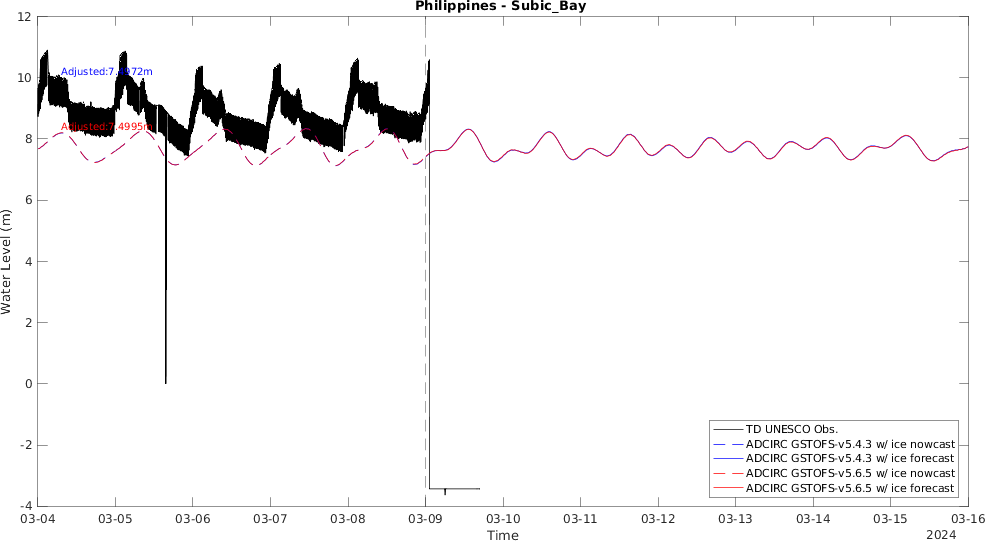 Philippines - Subic_Bay
12
10
8
6
4
2
0
-2
-4
Water Level (m)
Adjusted:7.4972m
Adjusted:7.4995m
TD UNESCO Obs.
ADCIRC GSTOFS-v5.4.3 w/ ice nowcast
ADCIRC GSTOFS-v5.4.3 w/ ice forecast
ADCIRC GSTOFS-v5.6.5 w/ ice nowcast
ADCIRC GSTOFS-v5.6.5 w/ ice forecast
03-04 03-05 03-06 03-07 03-08 03-09 03-10 03-11 03-12 03-13 03-14 03-15 03-16
Time
2024